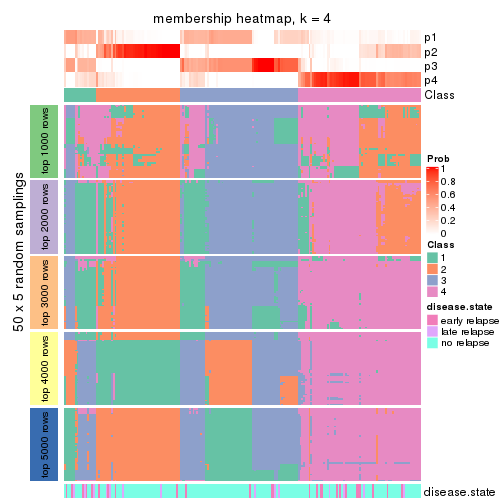 membership heatmap, k = 4
p1
p2
p3
p4
Class
50 x 5 random samplings
top 1000 rows
top 2000 rows
top 3000 rows
top 4000 rows
top 5000 rows
Prob
1
0.8
0.6
0.4
0.2
0
Class
1
2
3
4
disease.state
early relapse
late relapse
no relapse
disease.state